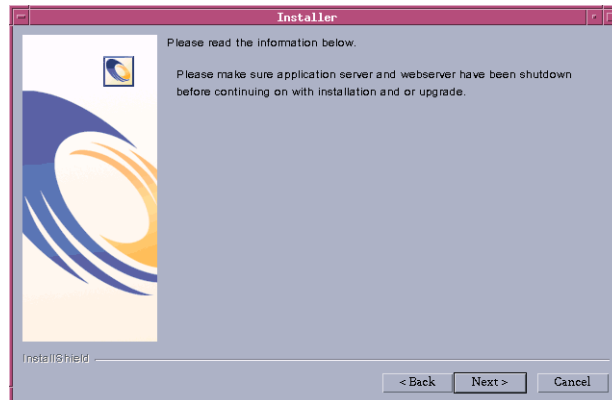 Installer
Please read the information below.
Please make sure application server and webserver have been shutdown
before continuing on with installation and or upgrade.
InstallShield
< Back
Next >
Cancel